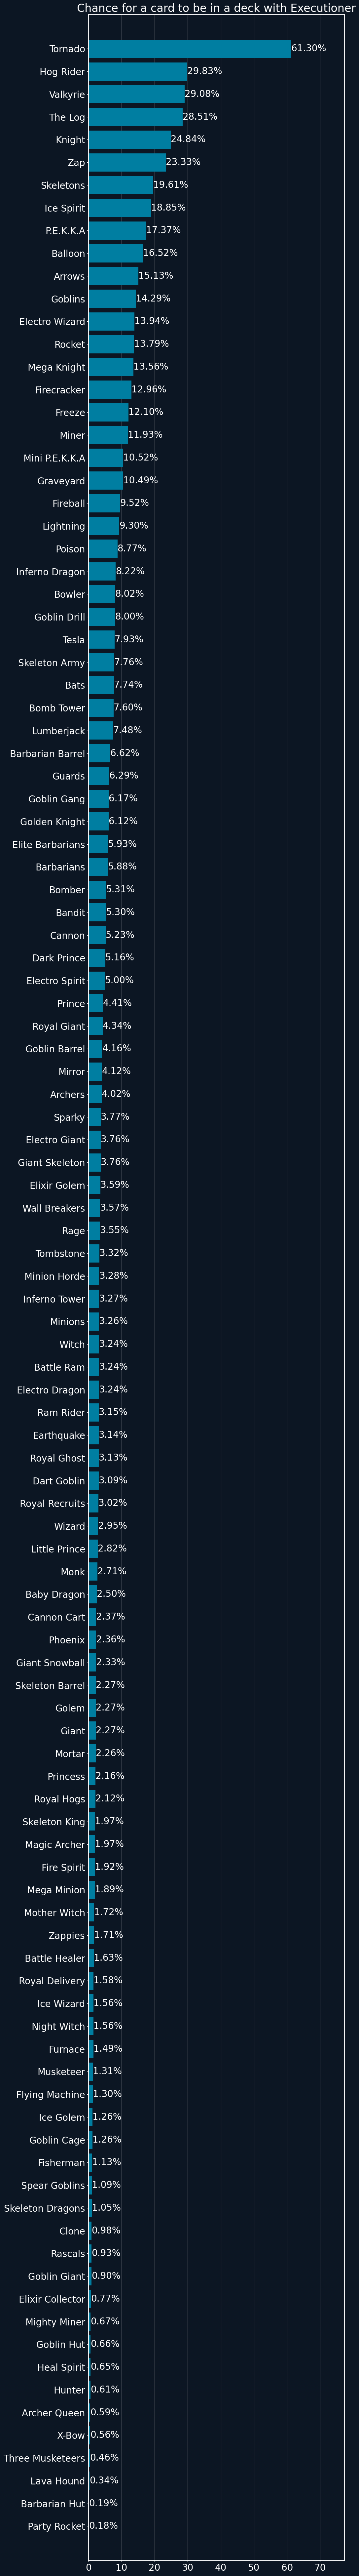 Chance for a card to be in a deck with Executioner
Tornado 61.30%
Hog Rider 29.83%
Valkyrie 29.08%
The Log 28.51%
Knight 24.84%
Zap 23.33%
Skeletons 19.61%
Ice Spirit 18.85%
P.E.K.K.A 17.37%
Balloon 16.52%
Arrows 15.13%
Goblins 14.29%
Electro Wizard 13.94%
Rocket 13.79%
Mega Knight 13.56%
Firecracker 12.96%
Freeze 12.10%
Miner 11.93%
Mini P.E.K.K.A 10.52%
Graveyard 10.49%
Fireball 9.52%
Lightning 9.30%
Poison 8.77%
Inferno Dragon 8.22%
Bowler 8.02%
Goblin Drill 8.00%
Tesla 7.93%
Skeleton Army 7.76%
Bats 7.74%
Bomb Tower 7.60%
Lumberjack 7.48%
Barbarian Barrel 6.62%
Guards 6.29%
Goblin Gang 6.17%
Golden Knight 6.12%
Elite Barbarians 5.93%
Barbarians 5.88%
Bomber 5.31%
Bandit 5.30%
Cannon 5.23%
Dark Prince 5.16%
Electro Spirit 5.00%
Prince 4.41%
Royal Giant 4.34%
Goblin Barrel 4.16%
Mirror 4.12%
Archers 4.02%
Sparky 3.77%
Electro Giant 3.76%
Giant Skeleton 3.76%
Elixir Golem 3.59%
Wall Breakers 3.57%
Rage 3.55%
Tombstone 3.32%
Minion Horde 3.28%
Inferno Tower 3.27%
Minions 3.26%
Witch 3.24%
Battle Ram 3.24%
Electro Dragon 3.24%
Ram Rider 3.15%
Earthquake 3.14%
Royal Ghost 3.13%
Dart Goblin 3.09%
Royal Recruits 3.02%
Wizard 2.95%
Little Prince 2.82%
Monk 2.71%
Baby Dragon 2.50%
Cannon Cart 2.37%
Phoenix 2.36%
Giant Snowball 2.33%
Skeleton Barrel 2.27%
Golem 2.27%
Giant 2.27%
Mortar 2.26%
Princess 2.16%
Royal Hogs 2.12%
Skeleton King 1.97%
Magic Archer 1.97%
Fire Spirit 1.92%
Mega Minion 1.89%
Mother Witch 1.72%
Zappies 1.71%
Battle Healer 1.63%
Royal Delivery 1.58%
Ice Wizard 1.56%
Night Witch 1.56%
Furnace 1.49%
Musketeer 1.31%
Flying Machine 1.30%
Ice Golem 1.26%
Goblin Cage 1.26%
Fisherman 1.13%
Spear Goblins 1.09%
Skeleton Dragons 1.05%
Clone 0.98%
Rascals 0.93%
Goblin Giant 0.90%
Elixir Collector 0.77%
Mighty Miner 0.67%
Goblin Hut 0.66%
Heal Spirit 0.65%
Hunter 0.61%
Archer Queen 0.59%
X-Bow 0.56%
Three Musketeers 0.46%
Lava Hound 0.34%
Barbarian Hut 0.19%
Party Rocket 0.18%
0 10 20 30 40 50 60 70